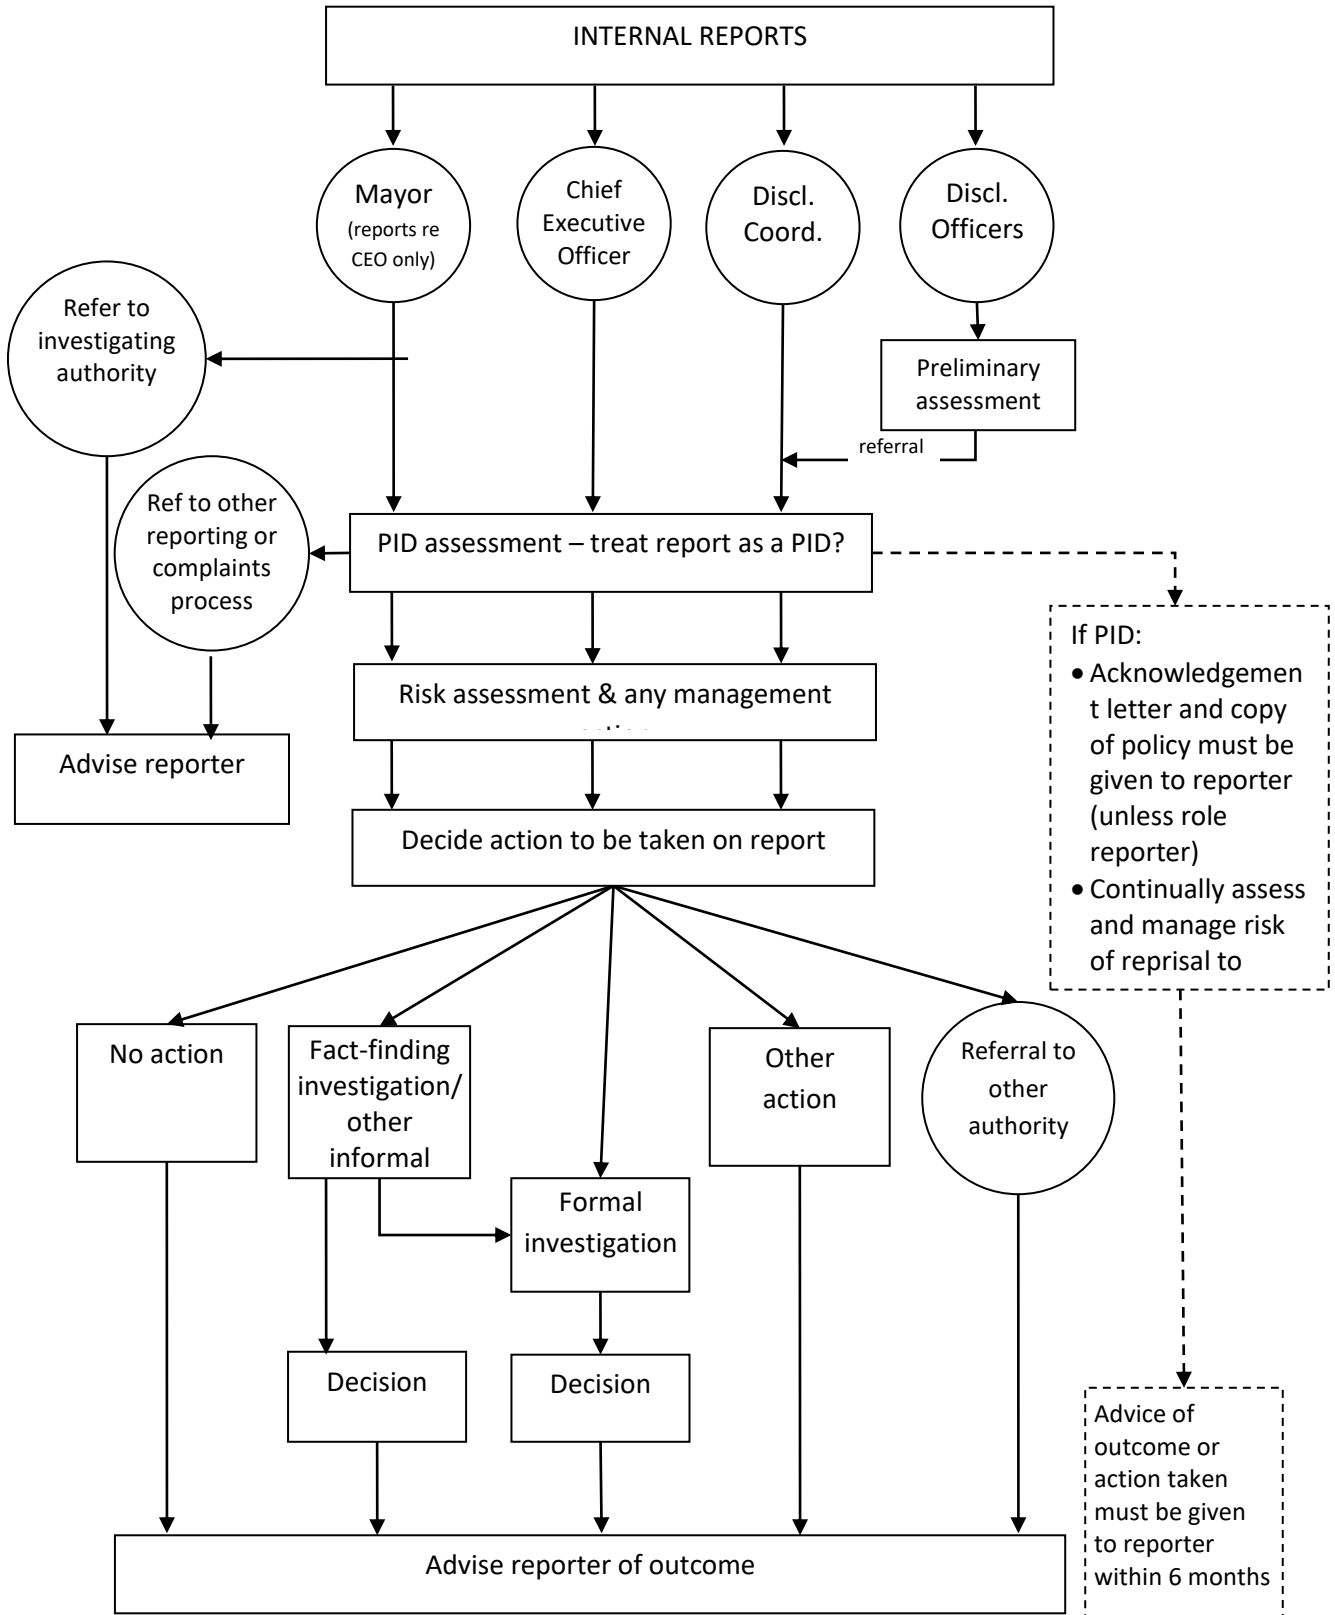 INTERNAL REPORTS
Mayor
(reports re
CEO only)
Chief
Executive
Officer
Discl.
Coord.
Discl.
Officers
Refer to
investigating
authority
Preliminary
assessment
referral
Ref to other
reporting or
complaints
process
PID assessment – treat report as a PID?
If PID:
• Acknowledgemen
t letter and copy
of policy must be
given to reporter
(unless role
reporter)
• Continually assess
and manage risk
of reprisal to
Risk assessment & any management
Advise reporter
Decide action to be taken on report
No action
Fact-finding
investigation/
other
informal
Other
action
Referral to
other
authority
Formal
investigation
Decision
Decision
Advice of
outcome or
action taken
must be given
to reporter
within 6 months
Advise reporter of outcome